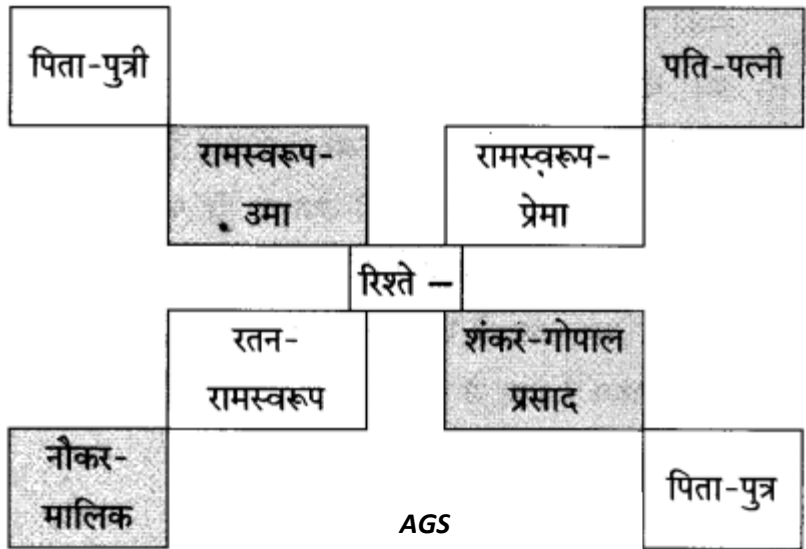 पिता-पुत्री
पति-पत्नी
रामस्वरूप-
उमा
रामस्वरूप-
प्रेमा
रिश्ते –
रतन-
रामस्वरूप
शंकर-गोपाल
प्रसाद
नौकर-
मालिक
पिता-पुत्र
AGS